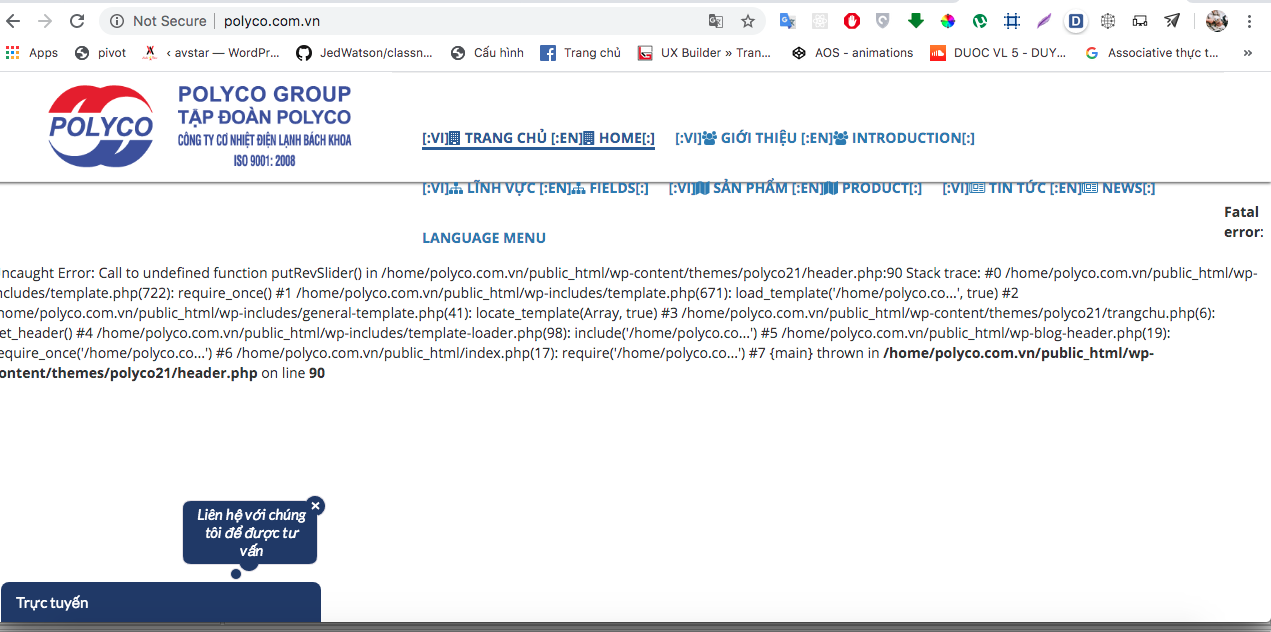 Not Secure | polyco.com.vn
Apps pivot ‹ avstar — WordPr... JedWatson/classn... Cấu hình Trang chủ UX Builder » Tran... AOS - animations DUOC VL 5 - DUY... Associative thực t... »
POLYCO
POLYCO GROUP
TẬP ĐOÀN POLYCO
CÔNG TY CƠ NHIỆT ĐIỆN LẠNH BÁCH KHOA
ISO 9001: 2008
[:VI] TRANG CHỦ [:EN] HOME[:] [:VI] GIỚI THIỆU [:EN] INTRODUCTION[:]
[:VI] LĨNH VỰC [:EN] FIELDS[:] [:VI] SẢN PHẨM [:EN] PRODUCT[:] [:VI] TIN TỨC [:EN] NEWS[:]
LANGUAGE MENU
Fatal
error:
ncaught Error: Call to undefined function putRevSlider() in /home/polyco.com.vn/public_html/wp-content/themes/polyco21/header.php:90 Stack trace: #0 /home/polyco.com.vn/public_html/wp-
ncludes/template.php(722): require_once() #1 /home/polyco.com.vn/public_html/wp-includes/template.php(671): load_template('/home/polyco.co...', true) #2
home/polyco.com.vn/public_html/wp-includes/general-template.php(41): locate_template(Array, true) #3 /home/polyco.com.vn/public_html/wp-content/themes/polyco21/trangchu.php(6):
et_header() #4 /home/polyco.com.vn/public_html/wp-includes/template-loader.php(98): include('/home/polyco.co...') #5 /home/polyco.com.vn/public_html/wp-blog-header.php(19):
equire_once('/home/polyco.co...') #6 /home/polyco.com.vn/public_html/index.php(17): require('/home/polyco.co...') #7 {main} thrown in /home/polyco.com.vn/public_html/wp-
ontent/themes/polyco21/header.php on line 90
Liên hệ với chúng
tôi để được tư
vấn
Trực tuyến